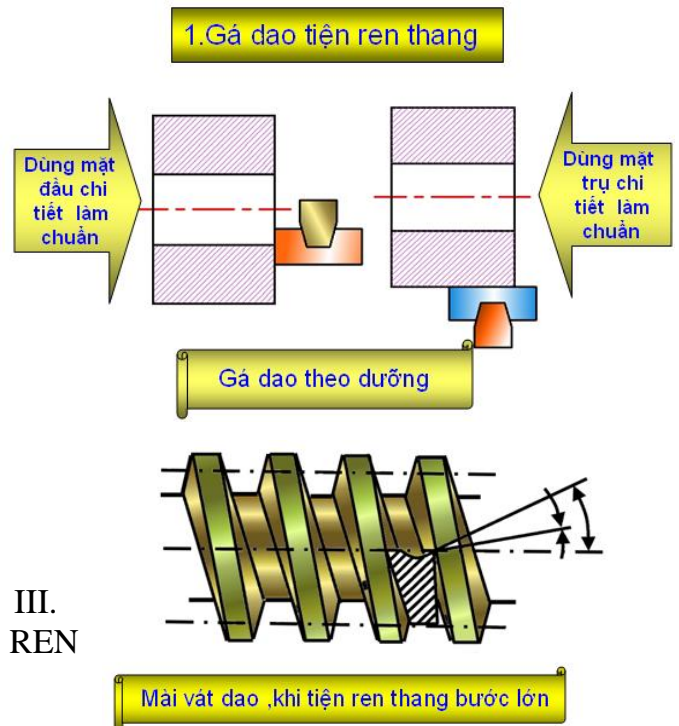 1.Gá dao tiện ren thang
Dùng mặt
đầu chi
tiết làm
chuẩn
Dùng mặt
trụ chi
tiết làm
chuẩn
Gá dao theo dưỡng
III.
REN
Mài vát dao ,khi tiện ren thang bước lớn